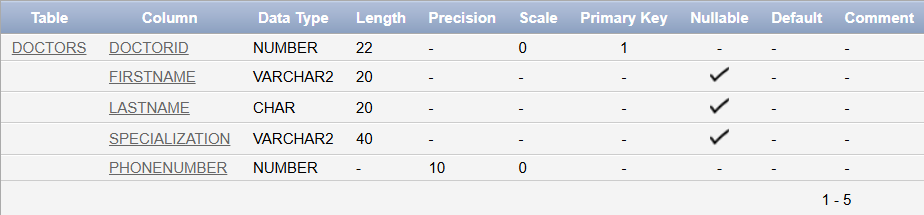 Table Column Data Type Length Precision Scale Primary Key Nullable Default Comment
DOCTORS DOCTORID NUMBER 22 - 0 1 - - -
FIRSTNAME VARCHAR2 20 - - - ✓ - -
LASTNAME CHAR 20 - - - ✓ - -
SPECIALIZATION VARCHAR2 40 - - - ✓ - -
PHONENUMBER NUMBER - 10 0 - - - -
1 - 5